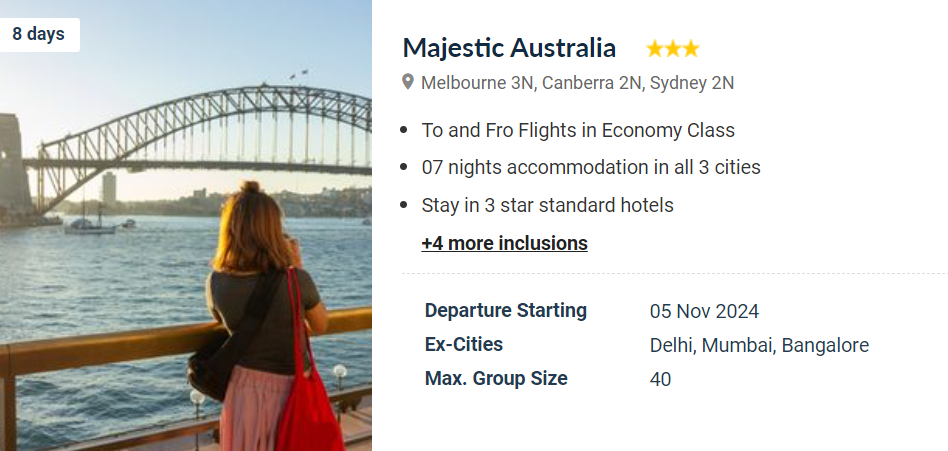 8 days
Majestic Australia
Melbourne 3N, Canberra 2N, Sydney 2N
To and Fro Flights in Economy Class
07 nights accommodation in all 3 cities
Stay in 3 star standard hotels
+4 more inclusions
Departure Starting 05 Nov 2024
Ex-Cities Delhi, Mumbai, Bangalore
Max. Group Size 40